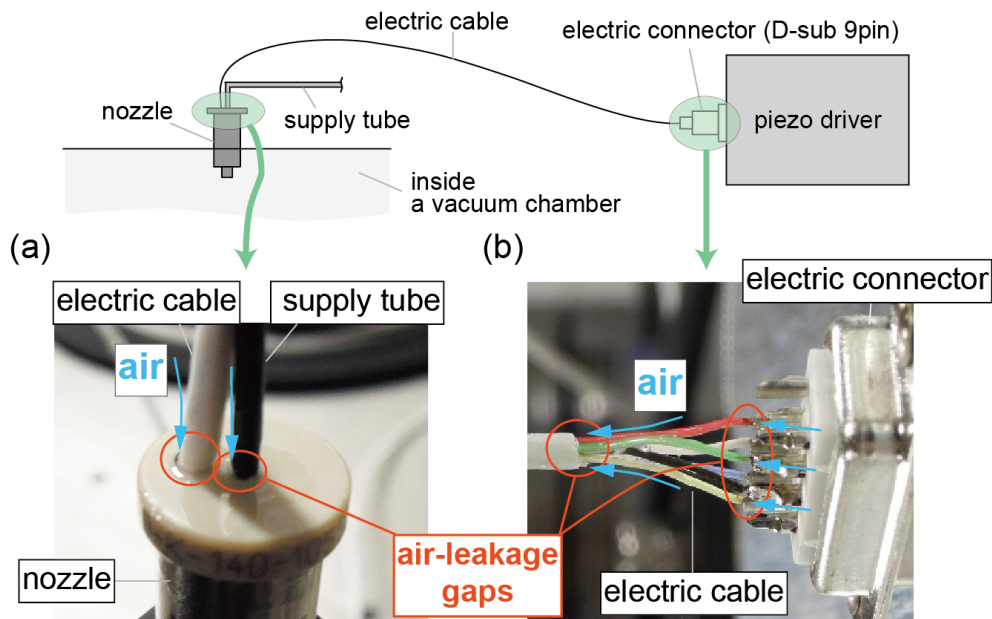 electric cable
electric connector (D-sub 9pin)
nozzle
supply tube
piezo driver
inside
a vacuum chamber
(a)
(b)
electric cable
supply tube
electric connector
air
air
air-leakage
gaps
nozzle
electric cable